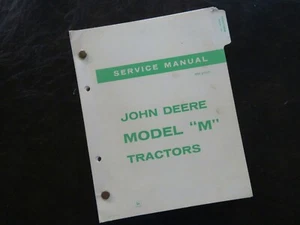 SERVICE MANUAL
JOHN DEERE
MODEL "M"
TRACTORS